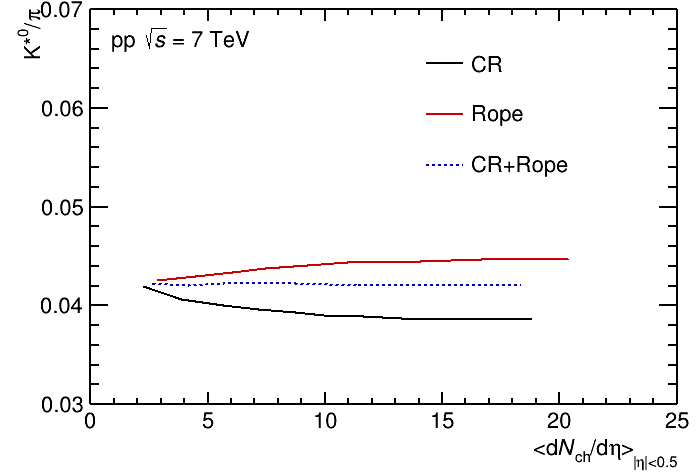 0.07
K*⁰/π
pp √s = 7 TeV
CR
0.06
Rope
CR+Rope
0.05
0.04
0.03
0 5 10 15 20 25
<dN_ch/dη>_|η|<0.5